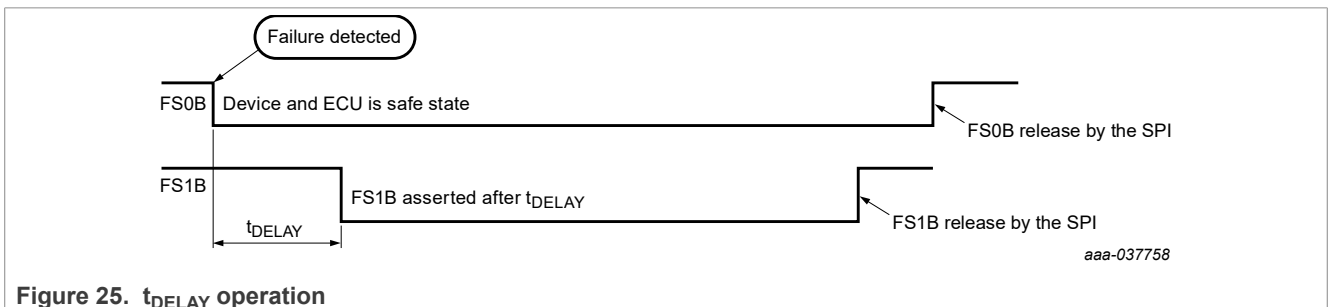 Failure detected
FS0B Device and ECU is safe state
FS0B release by the SPI
FS1B
FS1B asserted after tDELAY
tDELAY
FS1B release by the SPI
aaa-037758
Figure 25. tDELAY operation